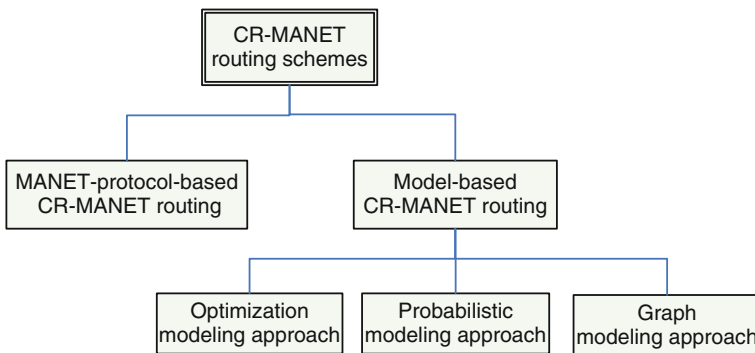 CR-MANET
routing schemes
MANET-protocol-based
CR-MANET routing
Model-based
CR-MANET routing
Optimization
modeling approach
Probabilistic
modeling approach
Graph
modeling approach